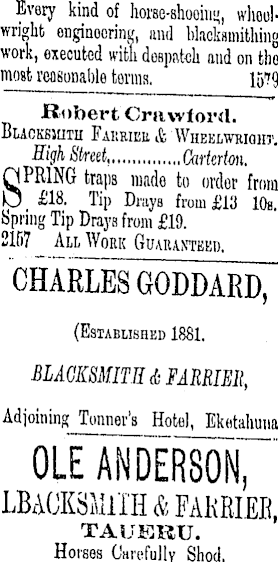 Every kind of horse-shoeing, wheel-
wright engineering, and blacksmithing
work, executed with despatch and on the
most reasonable terms. 1579
Robert Crawford.
Blacksmith Farrier & Wheelwright.
High Street,..............Carterton.
SPRING traps made to order from
£18. Tip Drays from £13 10s.
Spring Tip Drays from £19.
2157 All Work Guaranteed.
CHARLES GODDARD,
(Established 1881.
BLACKSMITH & FARRIER,
Adjoining Tonner's Hotel, Eketahuna
OLE ANDERSON,
LBACKSMITH & FARRIER,
TAUERU.
Horses Carefully Shod.